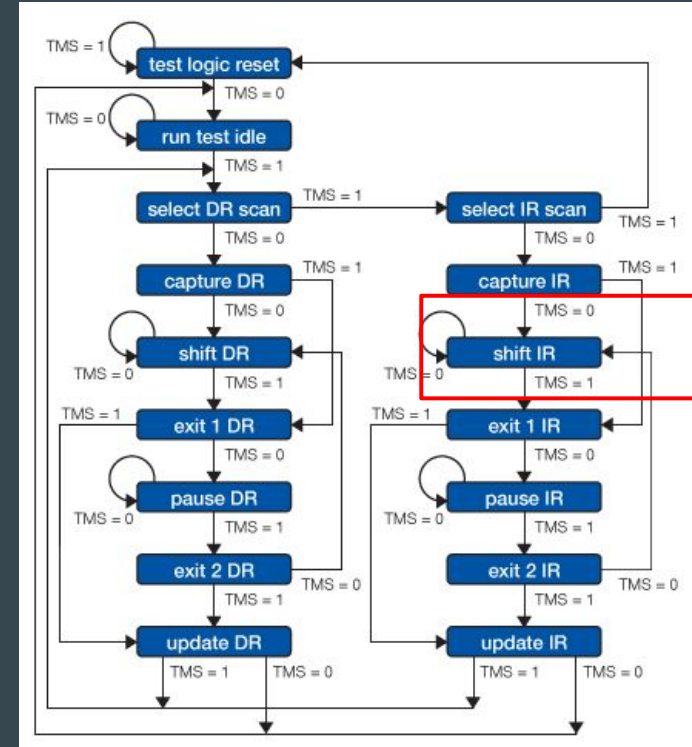 TMS = 1
test logic reset
TMS = 0
TMS = 0
run test idle
TMS = 1
select DR scan
TMS = 1
select IR scan
TMS = 1
TMS = 0
TMS = 0
capture DR
TMS = 1
capture IR
TMS = 1
TMS = 0
TMS = 0
shift DR
shift IR
TMS = 0
TMS = 1
TMS = 0
TMS = 1
TMS = 1
exit 1 DR
TMS = 1
exit 1 IR
TMS = 0
TMS = 0
pause DR
pause IR
TMS = 0
TMS = 1
TMS = 0
TMS = 1
exit 2 DR
TMS = 0
exit 2 IR
TMS = 0
TMS = 1
TMS = 1
update DR
update IR
TMS = 1
TMS = 0
TMS = 1
TMS = 0